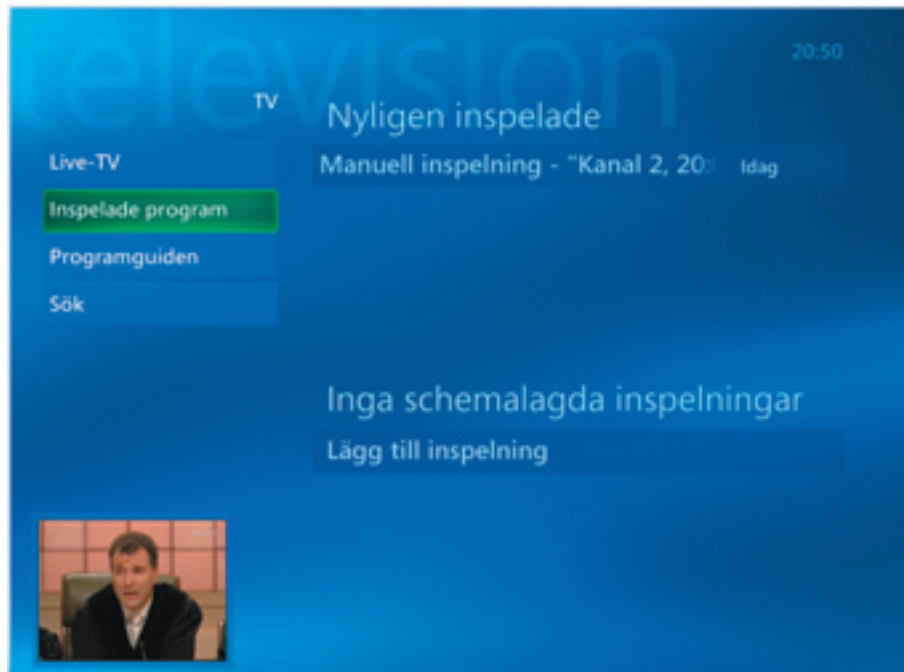 television
20:50
TV
Nyligen inspelade
Live-TV
Manuell inspelning - "Kanal 2, 20: Idag
Inspelade program
Programguiden
Sök
Inga schemalagda inspelningar
Lägg till inspelning